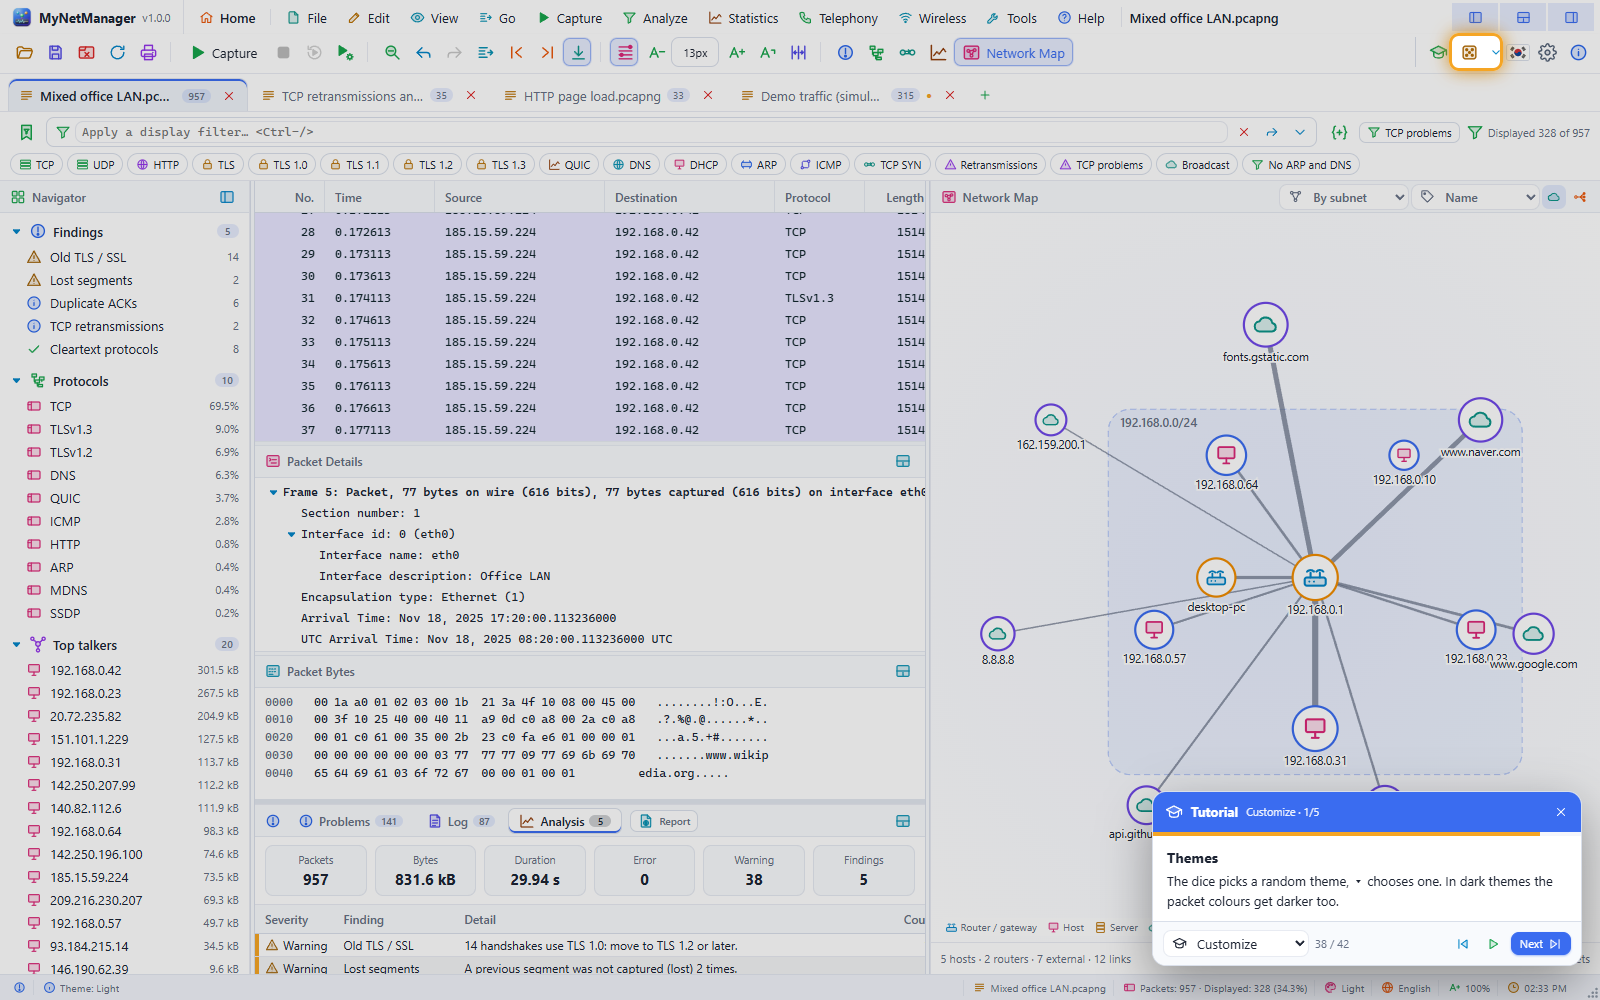 MyNetManager v1.0.0 Home File Edit View Go Capture Analyze Statistics Telephony Wireless Tools Help Mixed office LAN.pcapng
Capture A− 13px A+ Network Map
Mixed office LAN.pc... 957 TCP retransmissions an... 35 HTTP page load.pcapng 33 Demo traffic (simul... 315
Apply a display filter… <Ctrl-/> TCP problems Displayed 328 of 957
TCP UDP HTTP TLS TLS 1.0 TLS 1.1 TLS 1.2 TLS 1.3 QUIC DNS DHCP ARP ICMP TCP SYN Retransmissions TCP problems Broadcast No ARP and DNS
Navigator
Findings 5
Old TLS / SSL 14
Lost segments 2
Duplicate ACKs 6
TCP retransmissions 2
Cleartext protocols 8
Protocols 10
TCP 69.5%
TLSv1.3 9.0%
TLSv1.2 6.9%
DNS 6.3%
QUIC 3.7%
ICMP 2.8%
HTTP 0.8%
ARP 0.4%
MDNS 0.4%
SSDP 0.2%
Top talkers 20
192.168.0.42 301.5 kB
192.168.0.23 267.5 kB
20.72.235.82 204.9 kB
151.101.1.229 127.5 kB
192.168.0.31 113.7 kB
142.250.207.99 112.2 kB
140.82.112.6 111.9 kB
192.168.0.64 98.3 kB
142.250.196.100 74.6 kB
185.15.59.224 73.5 kB
209.216.230.207 69.3 kB
192.168.0.57 49.7 kB
93.184.215.14 34.5 kB
146.190.62.39 9.6 kB
No. Time Source Destination Protocol Length
28 0.172613 185.15.59.224 192.168.0.42 TCP 1514
29 0.173113 185.15.59.224 192.168.0.42 TCP 1514
30 0.173613 185.15.59.224 192.168.0.42 TCP 1514
31 0.174113 185.15.59.224 192.168.0.42 TLSv1.3 1514
32 0.174613 185.15.59.224 192.168.0.42 TCP 1514
33 0.175113 185.15.59.224 192.168.0.42 TCP 1514
34 0.175613 185.15.59.224 192.168.0.42 TCP 1514
35 0.176113 185.15.59.224 192.168.0.42 TCP 1514
36 0.176613 185.15.59.224 192.168.0.42 TCP 1514
37 0.177113 185.15.59.224 192.168.0.42 TCP 1514
Packet Details
Frame 5: Packet, 77 bytes on wire (616 bits), 77 bytes captured (616 bits) on interface eth0
Section number: 1
Interface id: 0 (eth0)
Interface name: eth0
Interface description: Office LAN
Encapsulation type: Ethernet (1)
Arrival Time: Nov 18, 2025 17:20:00.113236000
UTC Arrival Time: Nov 18, 2025 08:20:00.113236000 UTC
Packet Bytes
0000 00 1a a0 01 02 03 00 1b 21 3a 4f 10 08 00 45 00 ........!:O...E.
0010 00 3f 10 25 40 00 40 11 a9 0d c0 a8 00 2a c0 a8 .?.%@.@......*..
0020 00 01 c0 61 00 35 00 2b 23 c0 fa e6 01 00 00 01 ...a.5.+#.......
0030 00 00 00 00 00 00 03 77 77 77 09 77 69 6b 69 70 .......www.wikip
0040 65 64 69 61 03 6f 72 67 00 00 01 00 01 edia.org.....
Problems 141 Log 87 Analysis 5 Report
Packets 957
Bytes 831.6 kB
Duration 29.94 s
Error 0
Warning 38
Findings 5
Severity Finding Detail Cou
Warning Old TLS / SSL 14 handshakes use TLS 1.0: move to TLS 1.2 or later.
Warning Lost segments A previous segment was not captured (lost) 2 times.
Network Map By subnet Name
fonts.gstatic.com
162.159.200.1
192.168.0.0/24
www.naver.com
192.168.0.64
192.168.0.10
desktop-pc
192.168.0.1
8.8.8.8
192.168.0.57
192.168.0.23
www.google.com
192.168.0.31
api.githu
Router / gateway Host Server
5 hosts · 2 routers · 7 external · 12 links
Tutorial Customize · 1/5
Themes
The dice picks a random theme, ▾ chooses one. In dark themes the
packet colours get darker too.
Customize 38 / 42 Next
Theme: Light Mixed office LAN.pcapng Packets: 957 · Displayed: 328 (34.3%) Light English 100% 02:33 PM